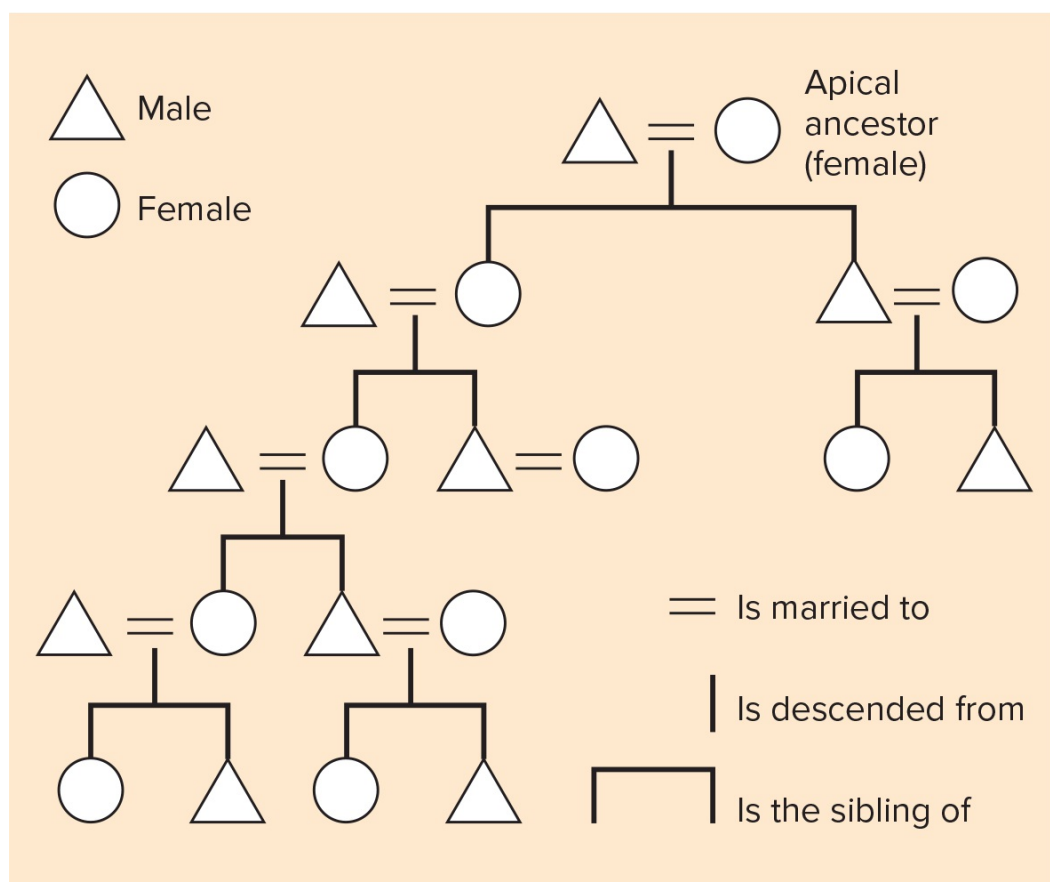 Male
Female
Apical
ancestor
(female)
Is married to
Is descended from
Is the sibling of